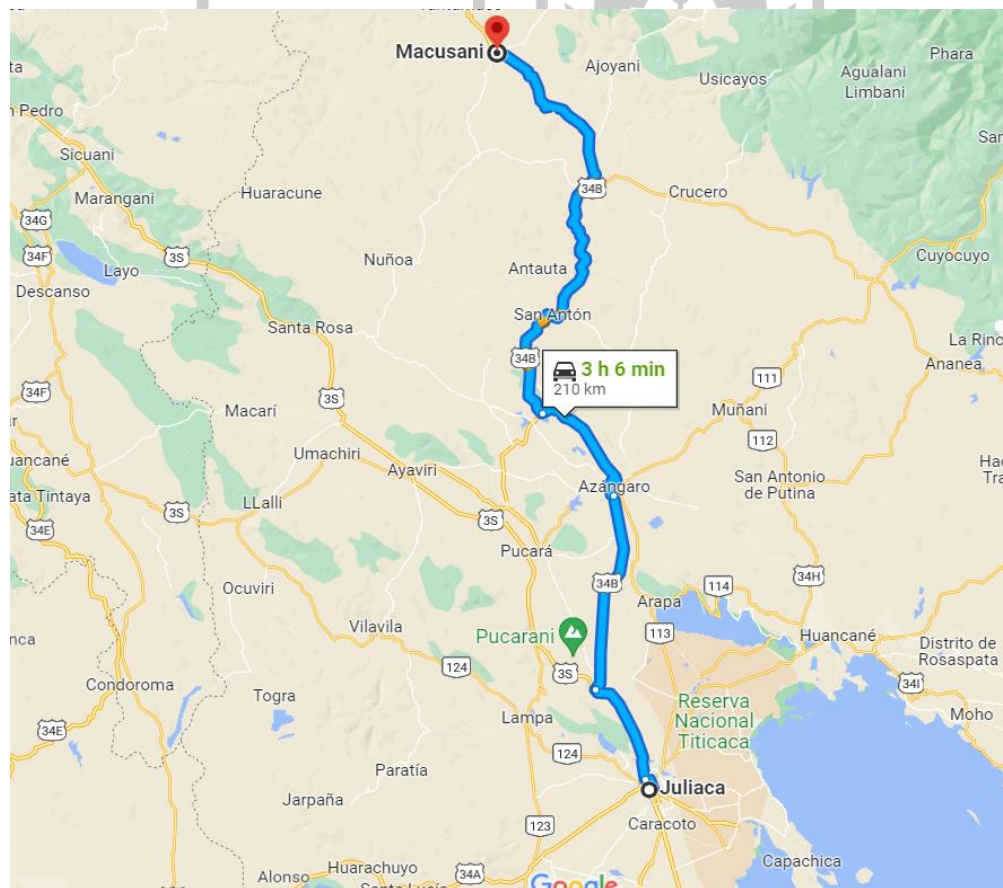 Macusani
Ajoyani
Usicayos
Phara
Agualani
Limbani
n Pedro
Sicuani
Marangani
Huaracune
34B
Crucero
34G
34F
3S
Layo
Nuñoa
Antauta
Cuyocuyo
Descanso
Santa Rosa
San Antón
34B
La Rinc
Ananea
3 h 6 min
210 km
111
34F
3S
Macarí
Muñani
112
Umachiri
Ayaviri
Azángaro
San Antonio
de Putina
uancané
ata Tintaya
3S
LLalli
3S
34E
Pucará
34B
34H
Ocuviri
114
Arapa
Vilavila
Pucarani
113
Huancané
Distrito de
Rosaspata
124
3S
34I
Condoroma
Togra
Lampa
Reserva
Nacional
Titicaca
Moho
34E
124
Paratía
Juliaca
Jarpaña
123
Caracoto
Alonso
Huarachuyo
34A
Capachica
Google